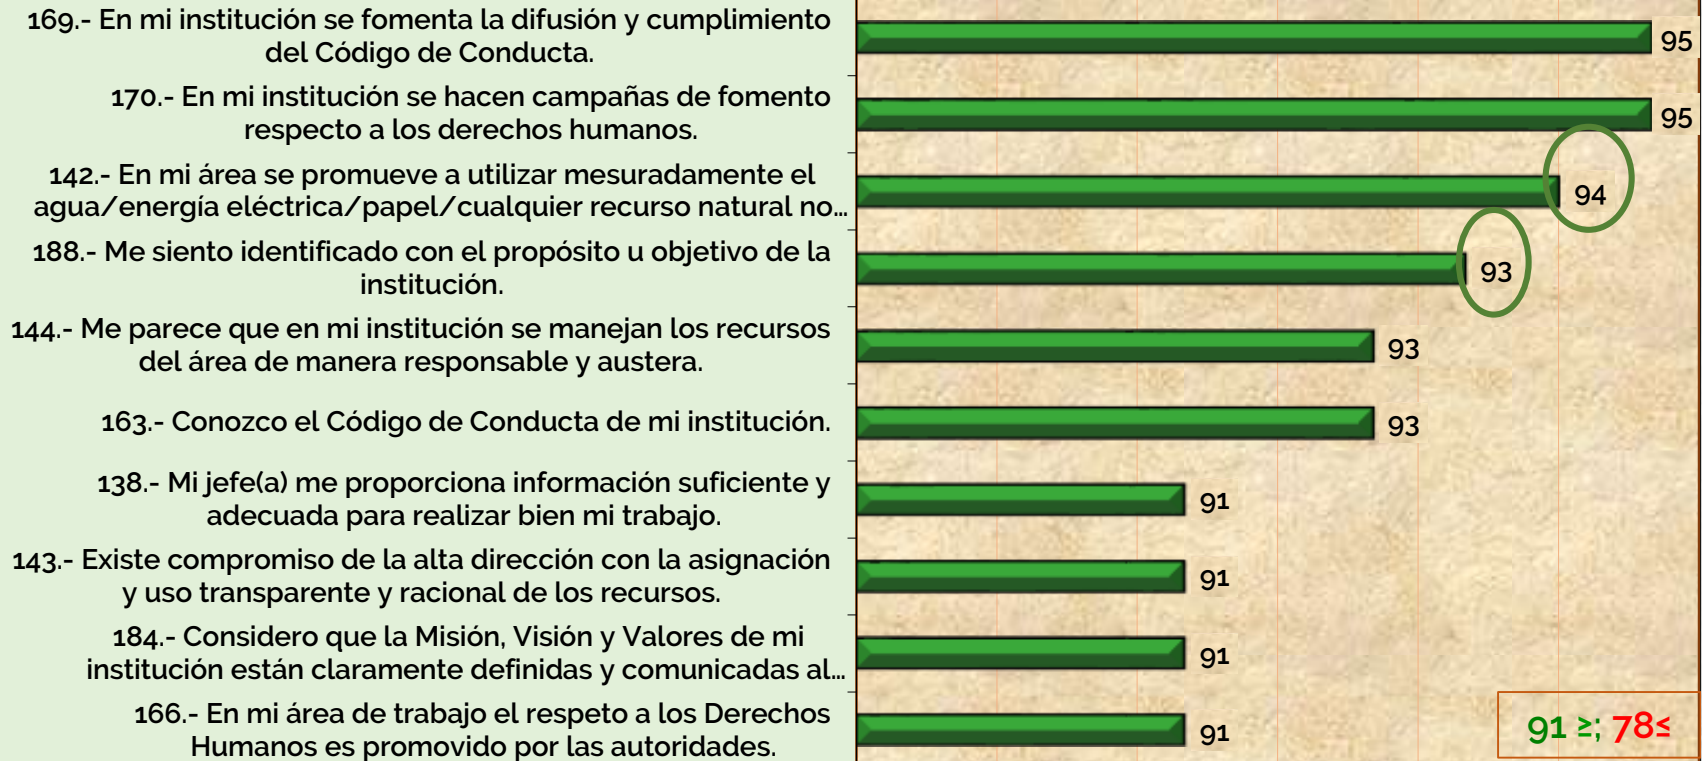 169.- En mi institución se fomenta la difusión y cumplimiento
del Código de Conducta.
95
170.- En mi institución se hacen campañas de fomento
respecto a los derechos humanos.
95
142.- En mi área se promueve a utilizar mesuradamente el
agua/energía eléctrica/papel/cualquier recurso natural no…
94
188.- Me siento identificado con el propósito u objetivo de la
institución.
93
144.- Me parece que en mi institución se manejan los recursos
del área de manera responsable y austera.
93
163.- Conozco el Código de Conducta de mi institución.
93
138.- Mi jefe(a) me proporciona información suficiente y
adecuada para realizar bien mi trabajo.
91
143.- Existe compromiso de la alta dirección con la asignación
y uso transparente y racional de los recursos.
91
184.- Considero que la Misión, Visión y Valores de mi
institución están claramente definidas y comunicadas al…
91
166.- En mi área de trabajo el respeto a los Derechos
Humanos es promovido por las autoridades.
91
91 ≥; 78≤